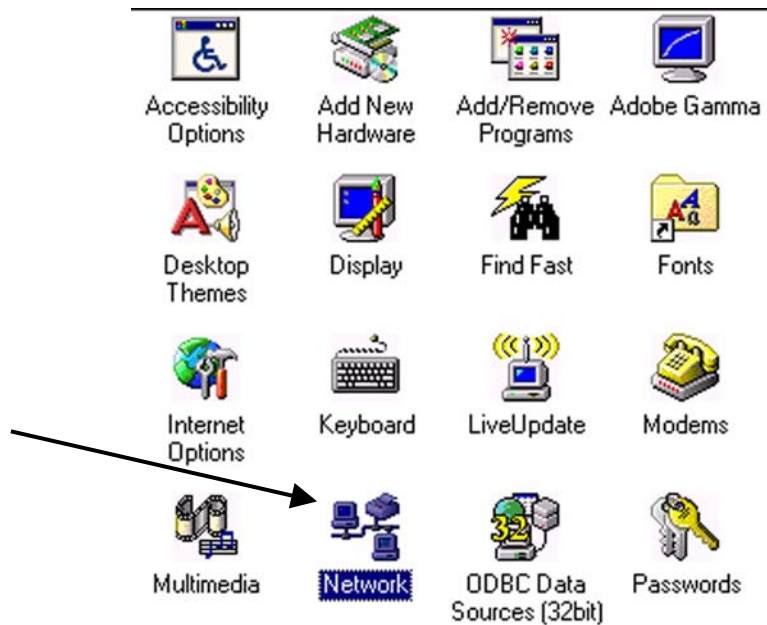 Accessibility
Options
Add New
Hardware
Add/Remove
Programs
Adobe Gamma
Desktop
Themes
Display
Find Fast
Fonts
Internet
Options
Keyboard
LiveUpdate
Modems
Multimedia
Network
32
ODBC Data
Sources (32bit)
Passwords